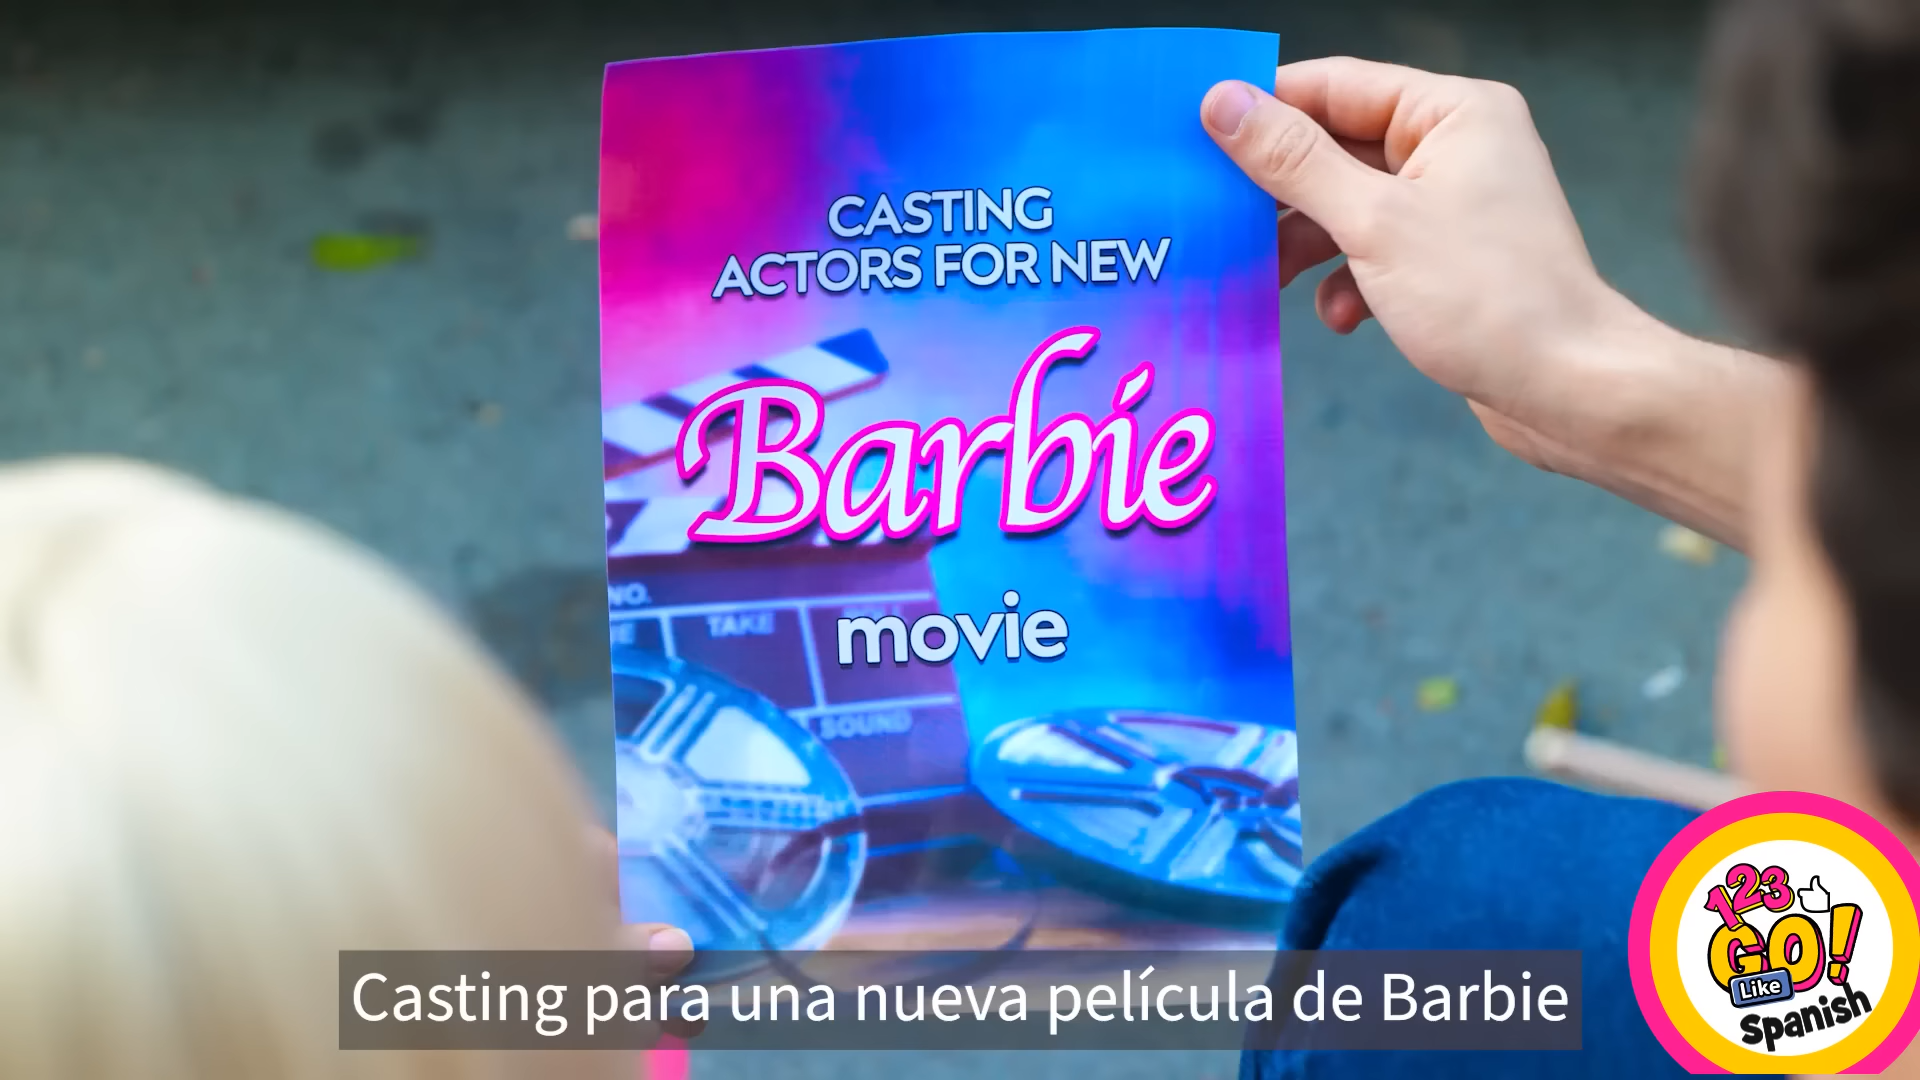 CASTING
ACTORS FOR NEW
Barbie
movie
NO.
TAKE
ROLL
SOUND
Casting para una nueva película de Barbie
123
GO!
Like
Spanish